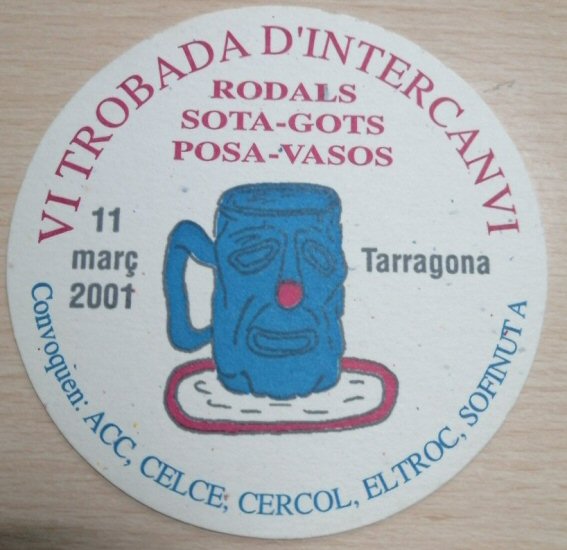 VI TROBADA D'INTERCANVI
RODALS
SOTA-GOTS
POSA-VASOS
11
març
2001
Tarragona
Convoquen: ACC, CELCE, CERCOL, ELTROC, SOFINUT A